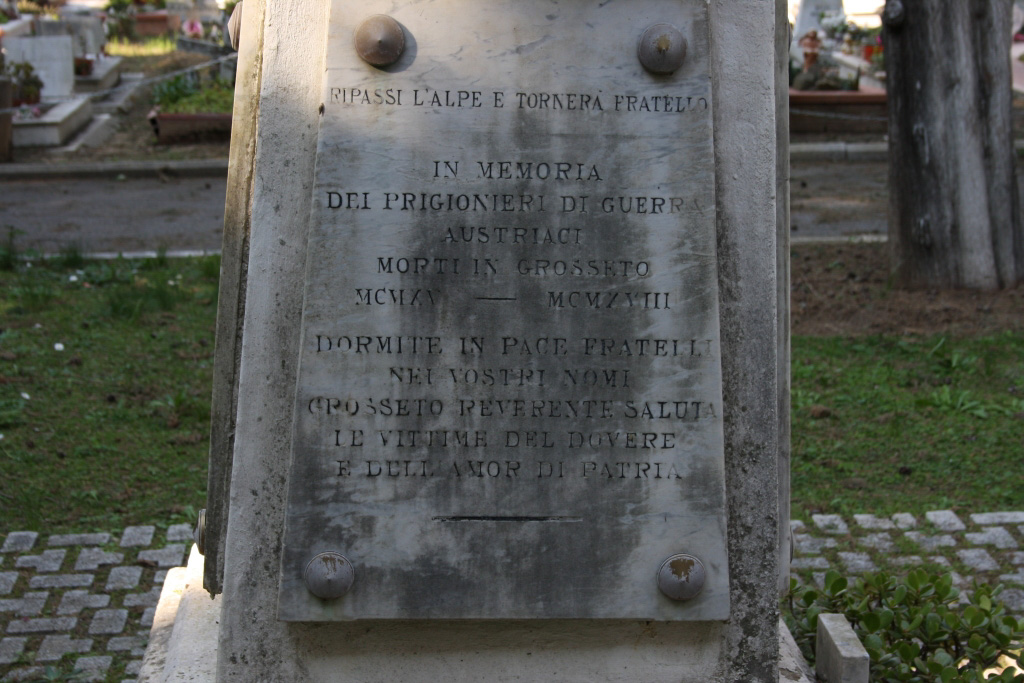 RIPASSI L'ALPE E TORNERÀ FRATELLO
IN MEMORIA
DEI PRIGIONIERI DI GUERRA
AUSTRIACI
MORTI IN GROSSETO
MCMXV — MCMXVIII
DORMITE IN PACE FRATELLI
NEI VOSTRI NOMI
GROSSETO REVERENTE SALUTA
LE VITTIME DEL DOVERE
E DELL'AMOR DI PATRIA